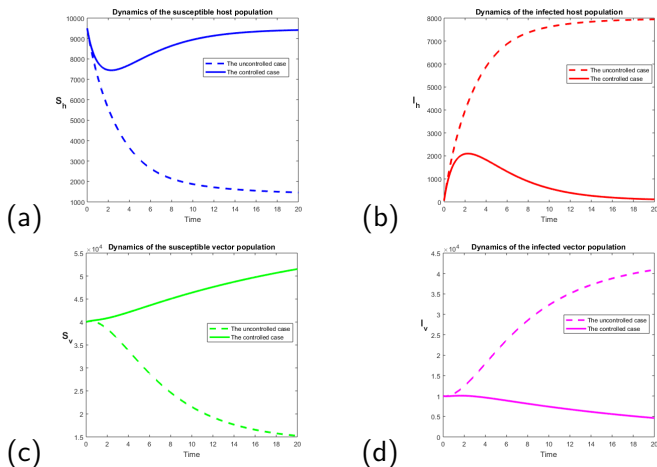 Dynamics of the susceptible host population
10000
9000
8000
7000
6000
5000
4000
3000
2000
1000
S_h
The uncontrolled case
The controlled case
0 2 4 6 8 10 12 14 16 18 20
Time
(a)
Dynamics of the infected host population
8000
7000
6000
5000
4000
3000
2000
1000
0
I_h
The uncontrolled case
The controlled case
0 2 4 6 8 10 12 14 16 18 20
Time
(b)
Dynamics of the susceptible vector population
×10^4
5.5
5
4.5
4
3.5
3
2.5
2
1.5
S_v
The uncontrolled case
The controlled case
0 2 4 6 8 10 12 14 16 18 20
Time
(c)
Dynamics of the infected vector population
×10^4
4.5
4
3.5
3
2.5
2
1.5
1
0.5
0
I_v
The uncontrolled case
The controlled case
0 2 4 6 8 10 12 14 16 18 20
Time
(d)